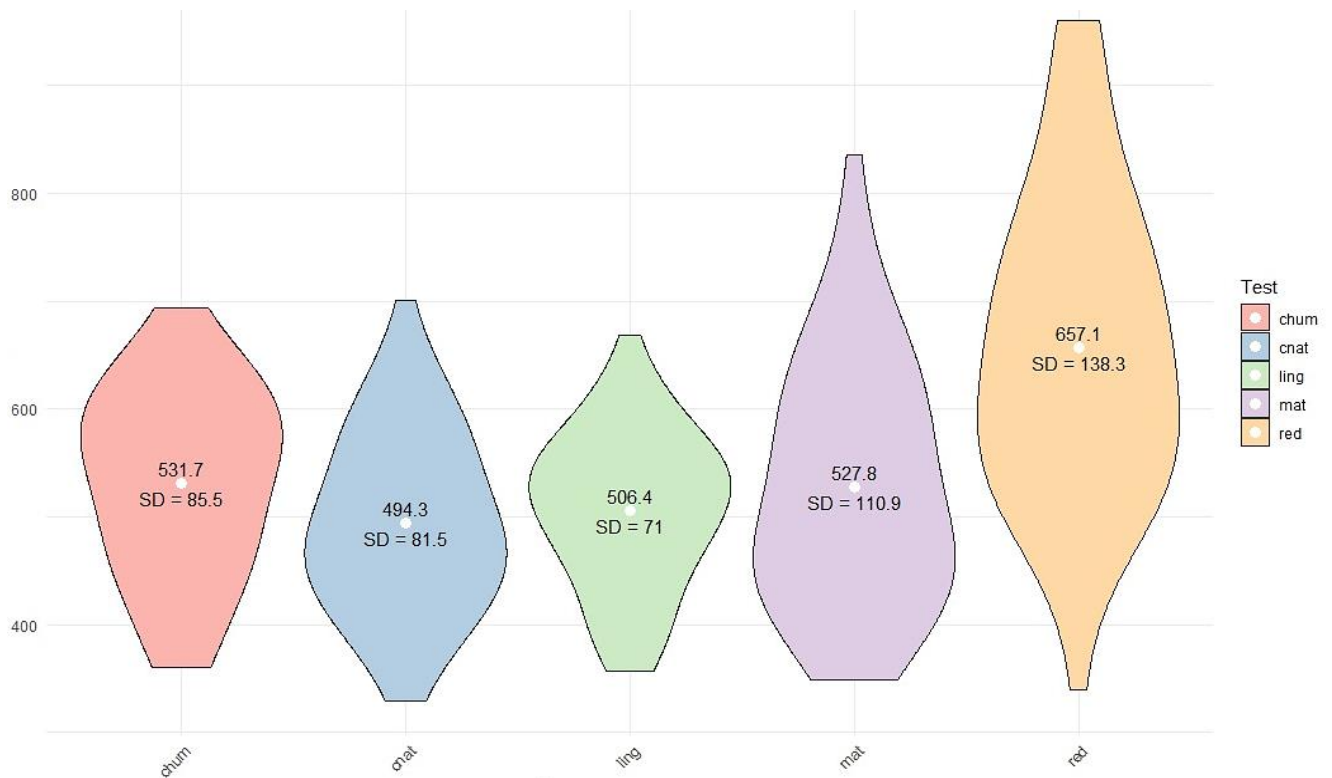 800
600
400
531.7
SD = 85.5
494.3
SD = 81.5
506.4
SD = 71
527.8
SD = 110.9
657.1
SD = 138.3
chum
cnat
ling
mat
red
Test
chum
cnat
ling
mat
red